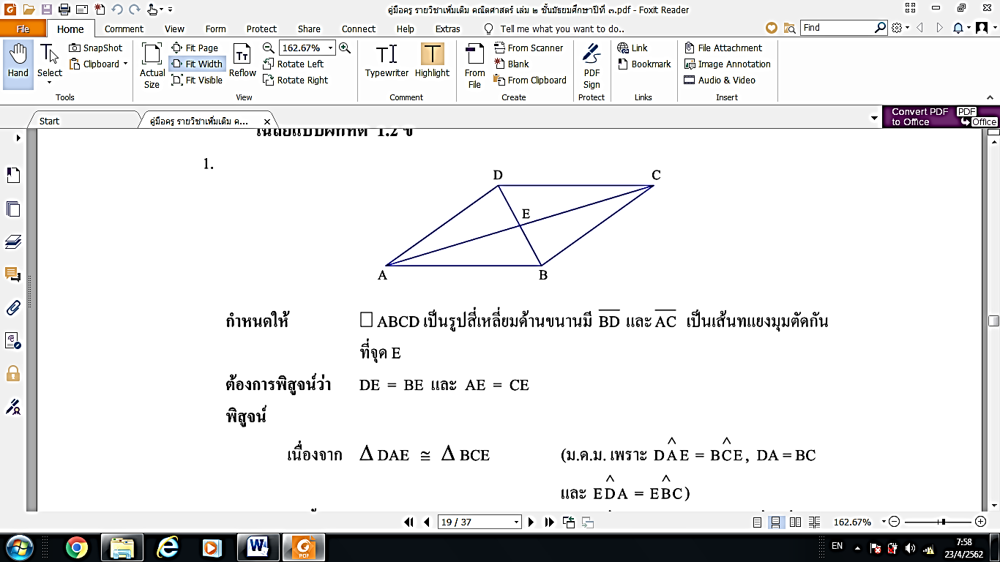 คู่มือครู รายวิชาเพิ่มเติม คณิตศาสตร์ เล่ม ๒ ชั้นมัธยมศึกษาปีที่ ๓.pdf - Foxit Reader
File Home Comment View Form Protect Share Connect Help Extras Tell me what you want to do.. Find
Hand Select SnapShot Clipboard Actual Size Fit Page Fit Width Fit Visible Reflow 162.67% Rotate Left Rotate Right Typewriter Highlight From File From Scanner Blank From Clipboard PDF Sign Link Bookmark File Attachment Image Annotation Audio & Video
Tools View Comment Create Protect Links Insert
Start คู่มือครู รายวิชาเพิ่มเติม ค... Convert PDF to Office PDF Office
1.2 ข
1.
D C
E
A B
กำหนดให้ □ ABCD เป็นรูปสี่เหลี่ยมด้านขนานมี BD และ AC เป็นเส้นทแยงมุมตัดกัน
ที่จุด E
ต้องการพิสูจน์ว่า DE = BE และ AE = CE
พิสูจน์
เนื่องจาก Δ DAE ≅ Δ BCE (ม.ด.ม. เพราะ DÂE = BĈE, DA = BC
และ ED̂A = EB̂C)
19 / 37 162.67%
EN 7:58
23/4/2562